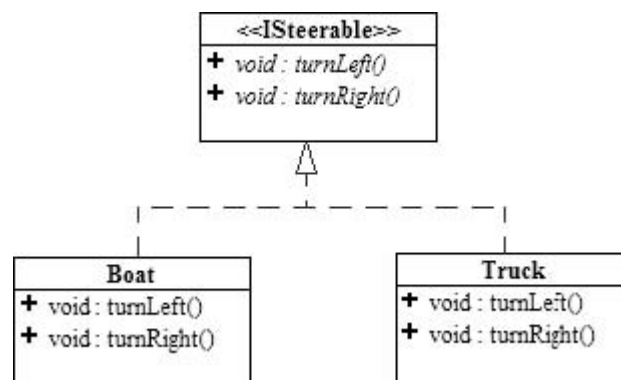 <<ISteerable>>
+ void : turnLeft()
+ void : turnRight()
Boat
+ void : turnLeft()
+ void : turnRight()
Truck
+ void : turnLeft()
+ void : turnRight()